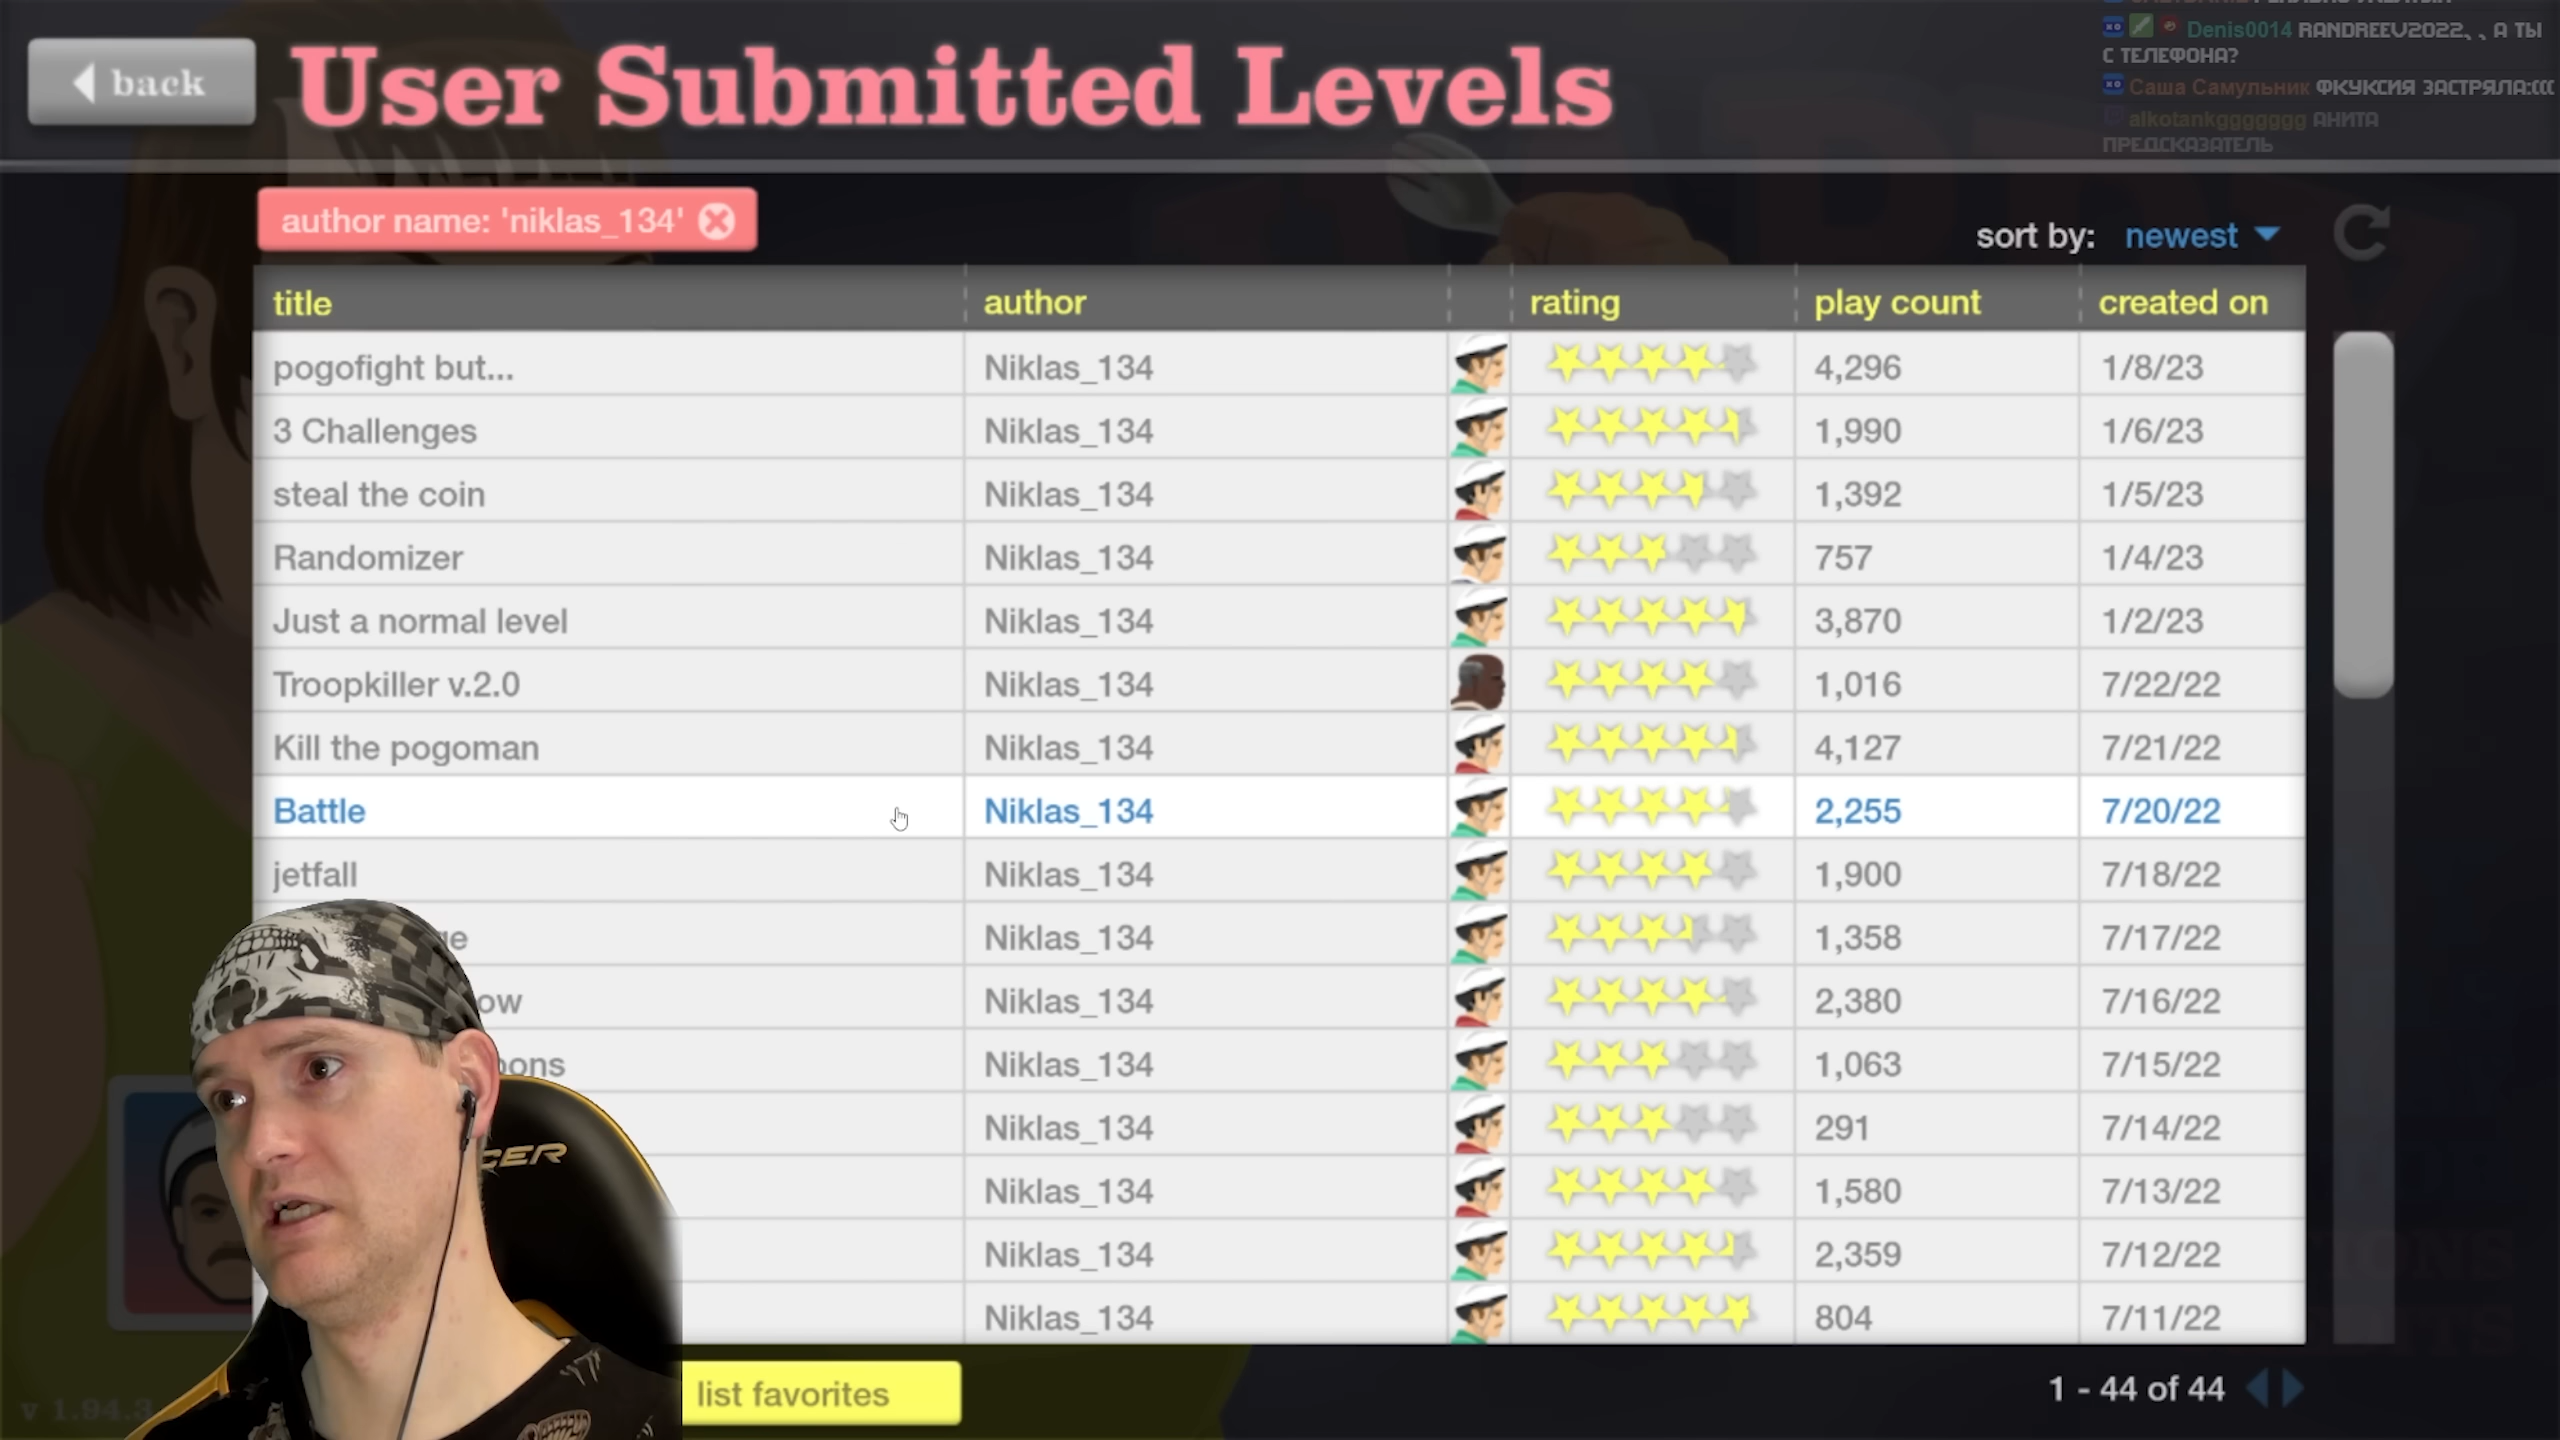 back
User Submitted Levels
Denis0014 RANDREEV2022, , А ТЫ
С ТЕЛЕФОНА?
Саша Самульник ФКУКСИЯ ЗАСТРЯЛА:(((
alkotankggggggg АНИТА
ПРЕДСКАЗАТЕЛЬ
author name: 'niklas_134'
sort by: newest
title author rating play count created on
pogofight but... Niklas_134 4,296 1/8/23
3 Challenges Niklas_134 1,990 1/6/23
steal the coin Niklas_134 1,392 1/5/23
Randomizer Niklas_134 757 1/4/23
Just a normal level Niklas_134 3,870 1/2/23
Troopkiller v.2.0 Niklas_134 1,016 7/22/22
Kill the pogoman Niklas_134 4,127 7/21/22
Battle Niklas_134 2,255 7/20/22
jetfall Niklas_134 1,900 7/18/22
Niklas_134 1,358 7/17/22
ow Niklas_134 2,380 7/16/22
Niklas_134 1,063 7/15/22
Niklas_134 291 7/14/22
Niklas_134 1,580 7/13/22
Niklas_134 2,359 7/12/22
Niklas_134 804 7/11/22
list favorites
1 - 44 of 44
v 1.94.3